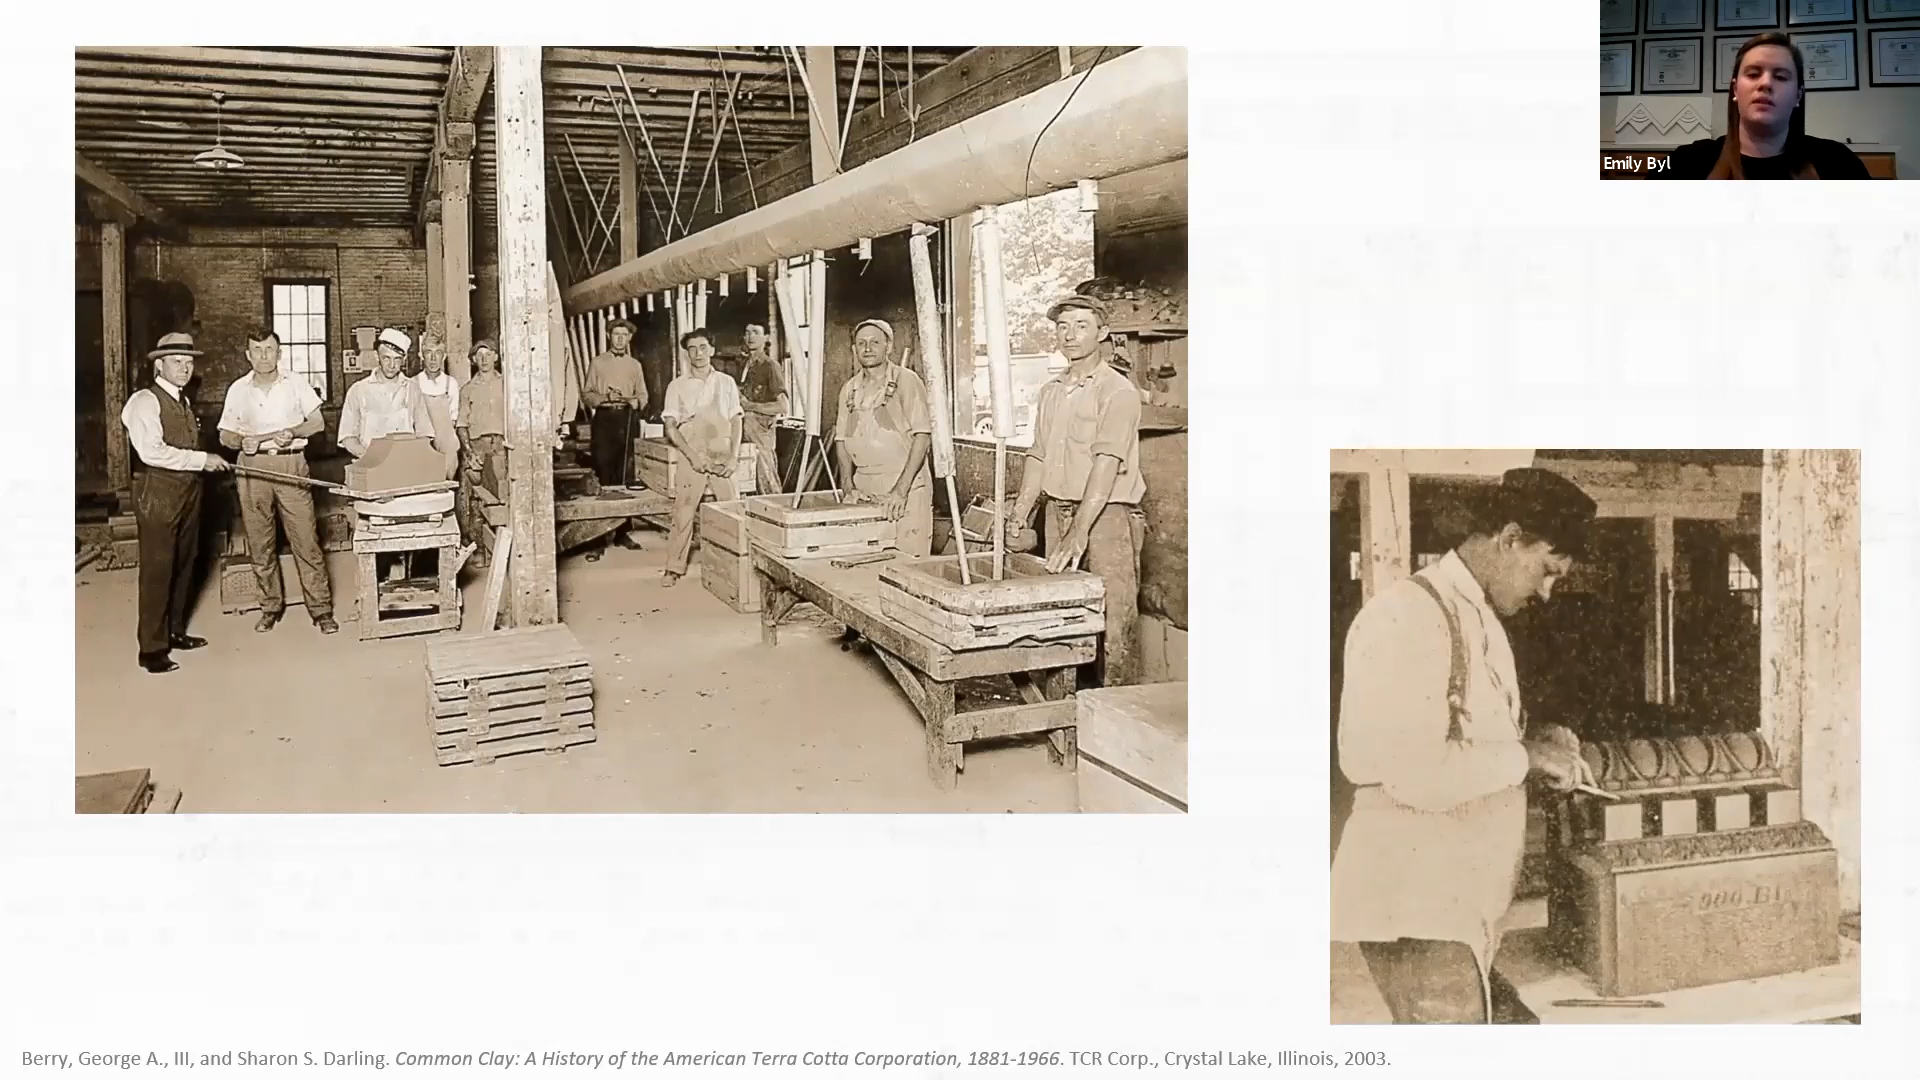 Emily Byl
Berry, George A., III, and Sharon S. Darling. Common Clay: A History of the American Terra Cotta Corporation, 1881-1966. TCR Corp., Crystal Lake, Illinois, 2003.